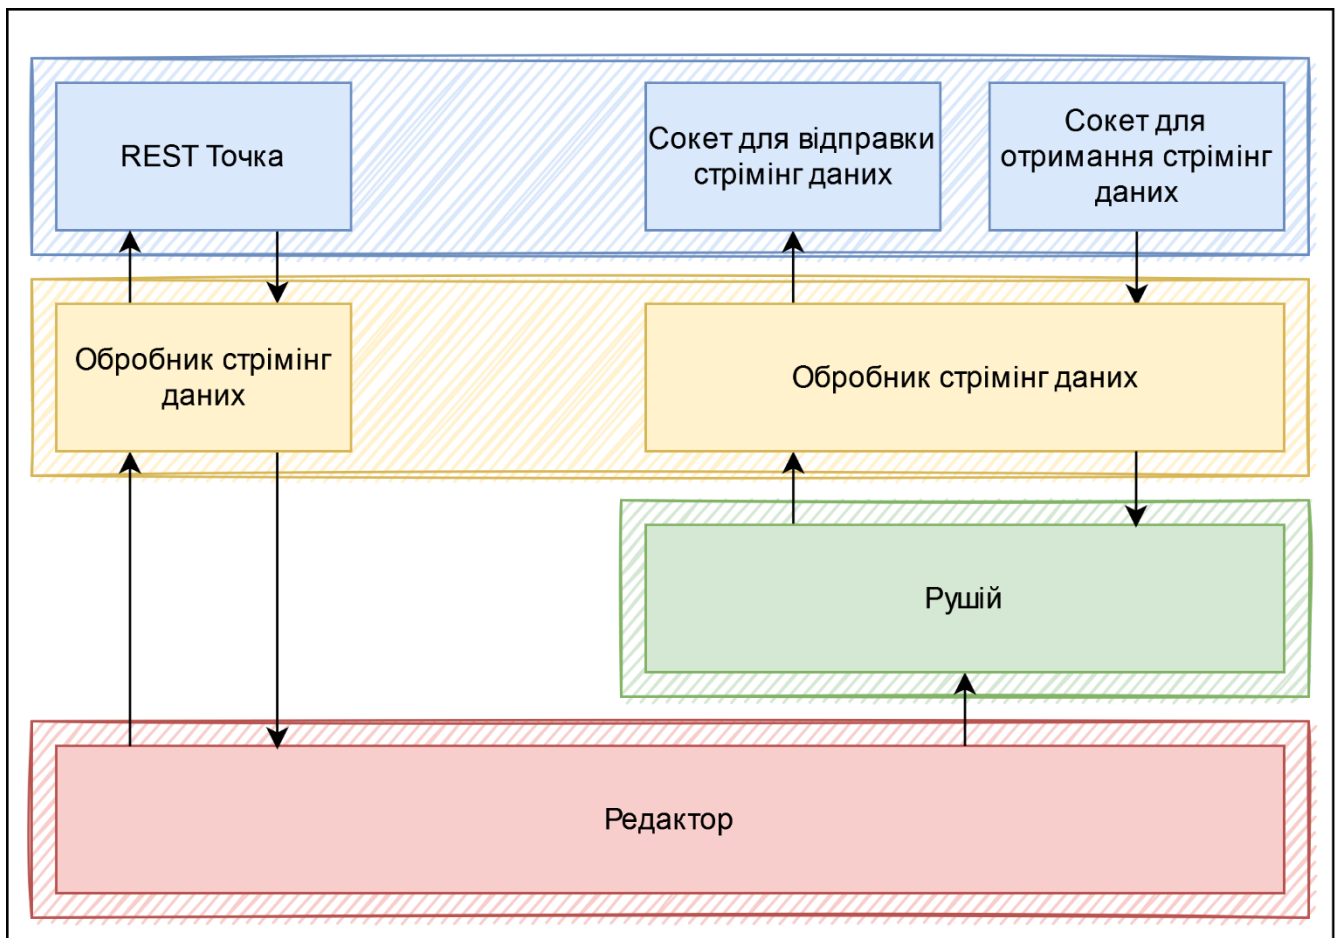 REST Точка
Сокет для відправки
стрімінг даних
Сокет для
отримання стрімінг
даних
Обробник стрімінг
даних
Обробник стрімінг даних
Рушій
Редактор